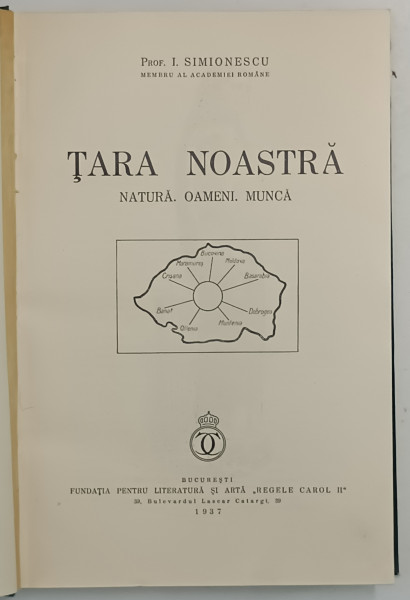 PROF. I. SIMIONESCU
MEMBRU AL ACADEMIEI ROMÂNE
ŢARA NOASTRĂ
NATURĂ. OAMENI. MUNCĂ
Bucovina
Maramureş
Moldova
Crişana
Basarabia
Banat
Dobrogea
Oltenia
Muntenia
BUCUREŞTI
FUNDAŢIA PENTRU LITERATURĂ ŞI ARTĂ „REGELE CAROL II"
39, Bulevardul Lascar Catargi, 39
1937